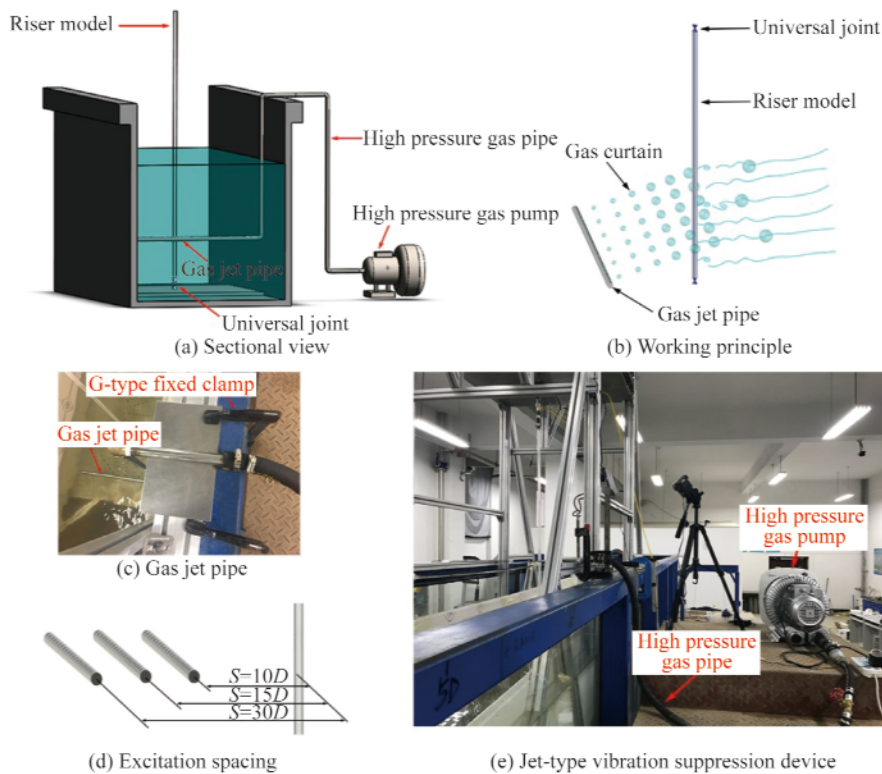 Riser model
High pressure gas pipe
High pressure gas pump
Gas jet pipe
Universal joint
(a) Sectional view
Universal joint
Riser model
Gas curtain
Gas jet pipe
(b) Working principle
G-type fixed clamp
Gas jet pipe
(c) Gas jet pipe
S=10D
S=15D
S=30D
(d) Excitation spacing
High pressure
gas pump
High pressure
gas pipe
5D
(e) Jet-type vibration suppression device